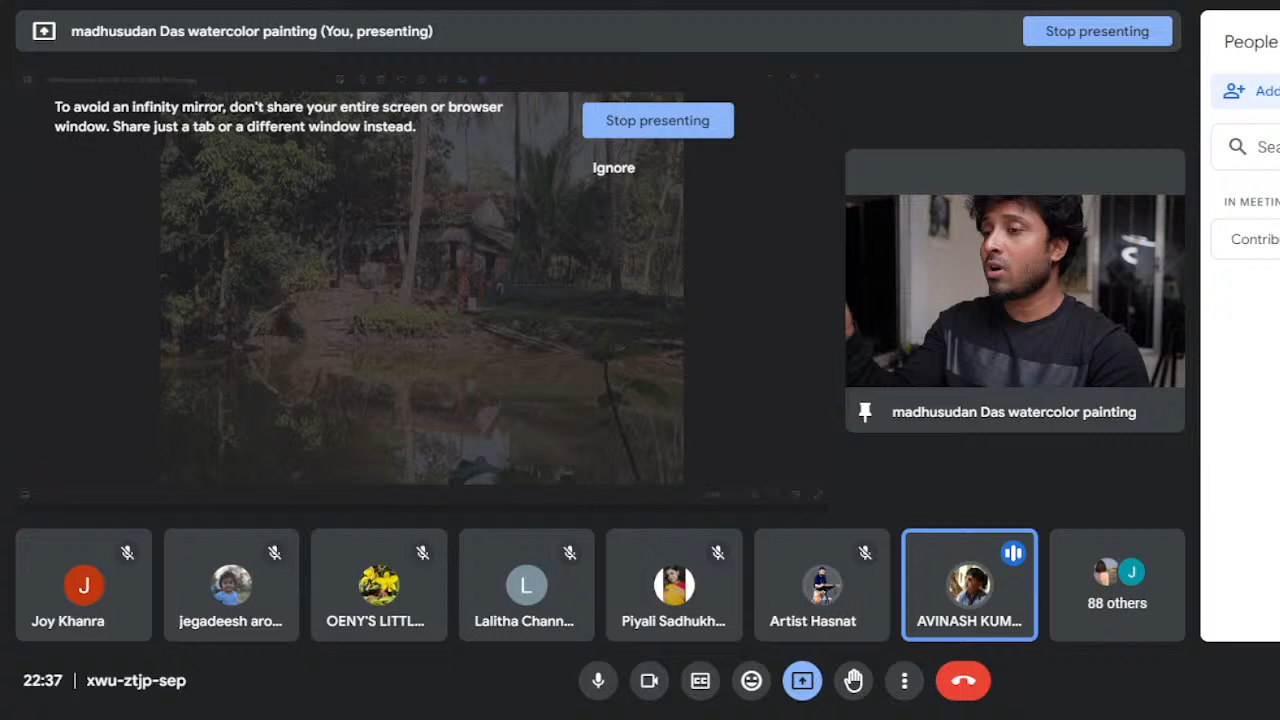 madhusudan Das watercolor painting (You, presenting)
Stop presenting
People
Add
To avoid an infinity mirror, don't share your entire screen or browser
window. Share just a tab or a different window instead.
Stop presenting
Ignore
Sea
IN MEETIN
Contrib
madhusudan Das watercolor painting
J
L
J
Joy Khanra
jegadeesh aro...
OENY'S LITTL...
Lalitha Chann...
Piyali Sadhukh...
Artist Hasnat
AVINASH KUM...
88 others
22:37 | xwu-ztjp-sep
CC